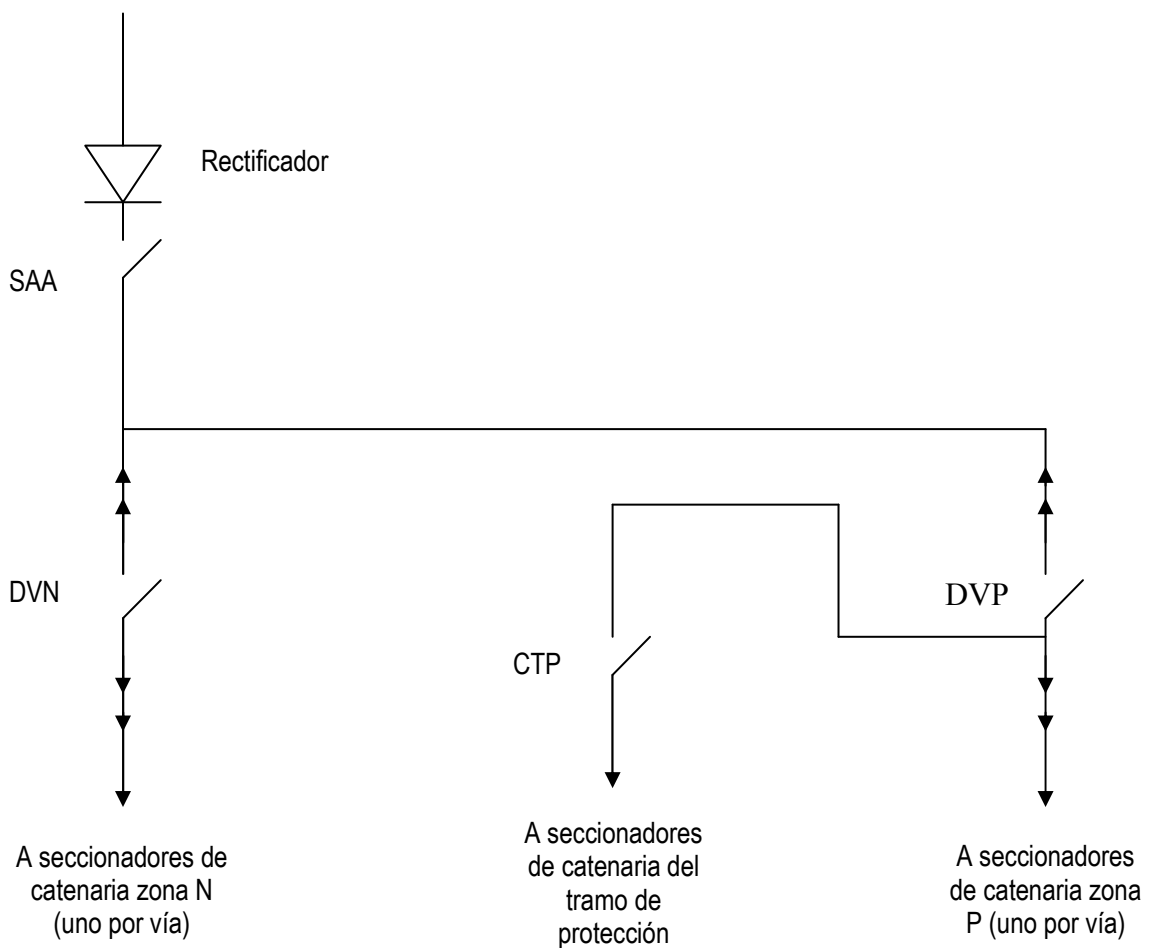 Rectificador
SAA
DVN
DVP
CTP
A seccionadores de
catenaria zona N
(uno por vía)
A seccionadores
de catenaria del
tramo de
protección
A seccionadores
de catenaria zona
P (uno por vía)